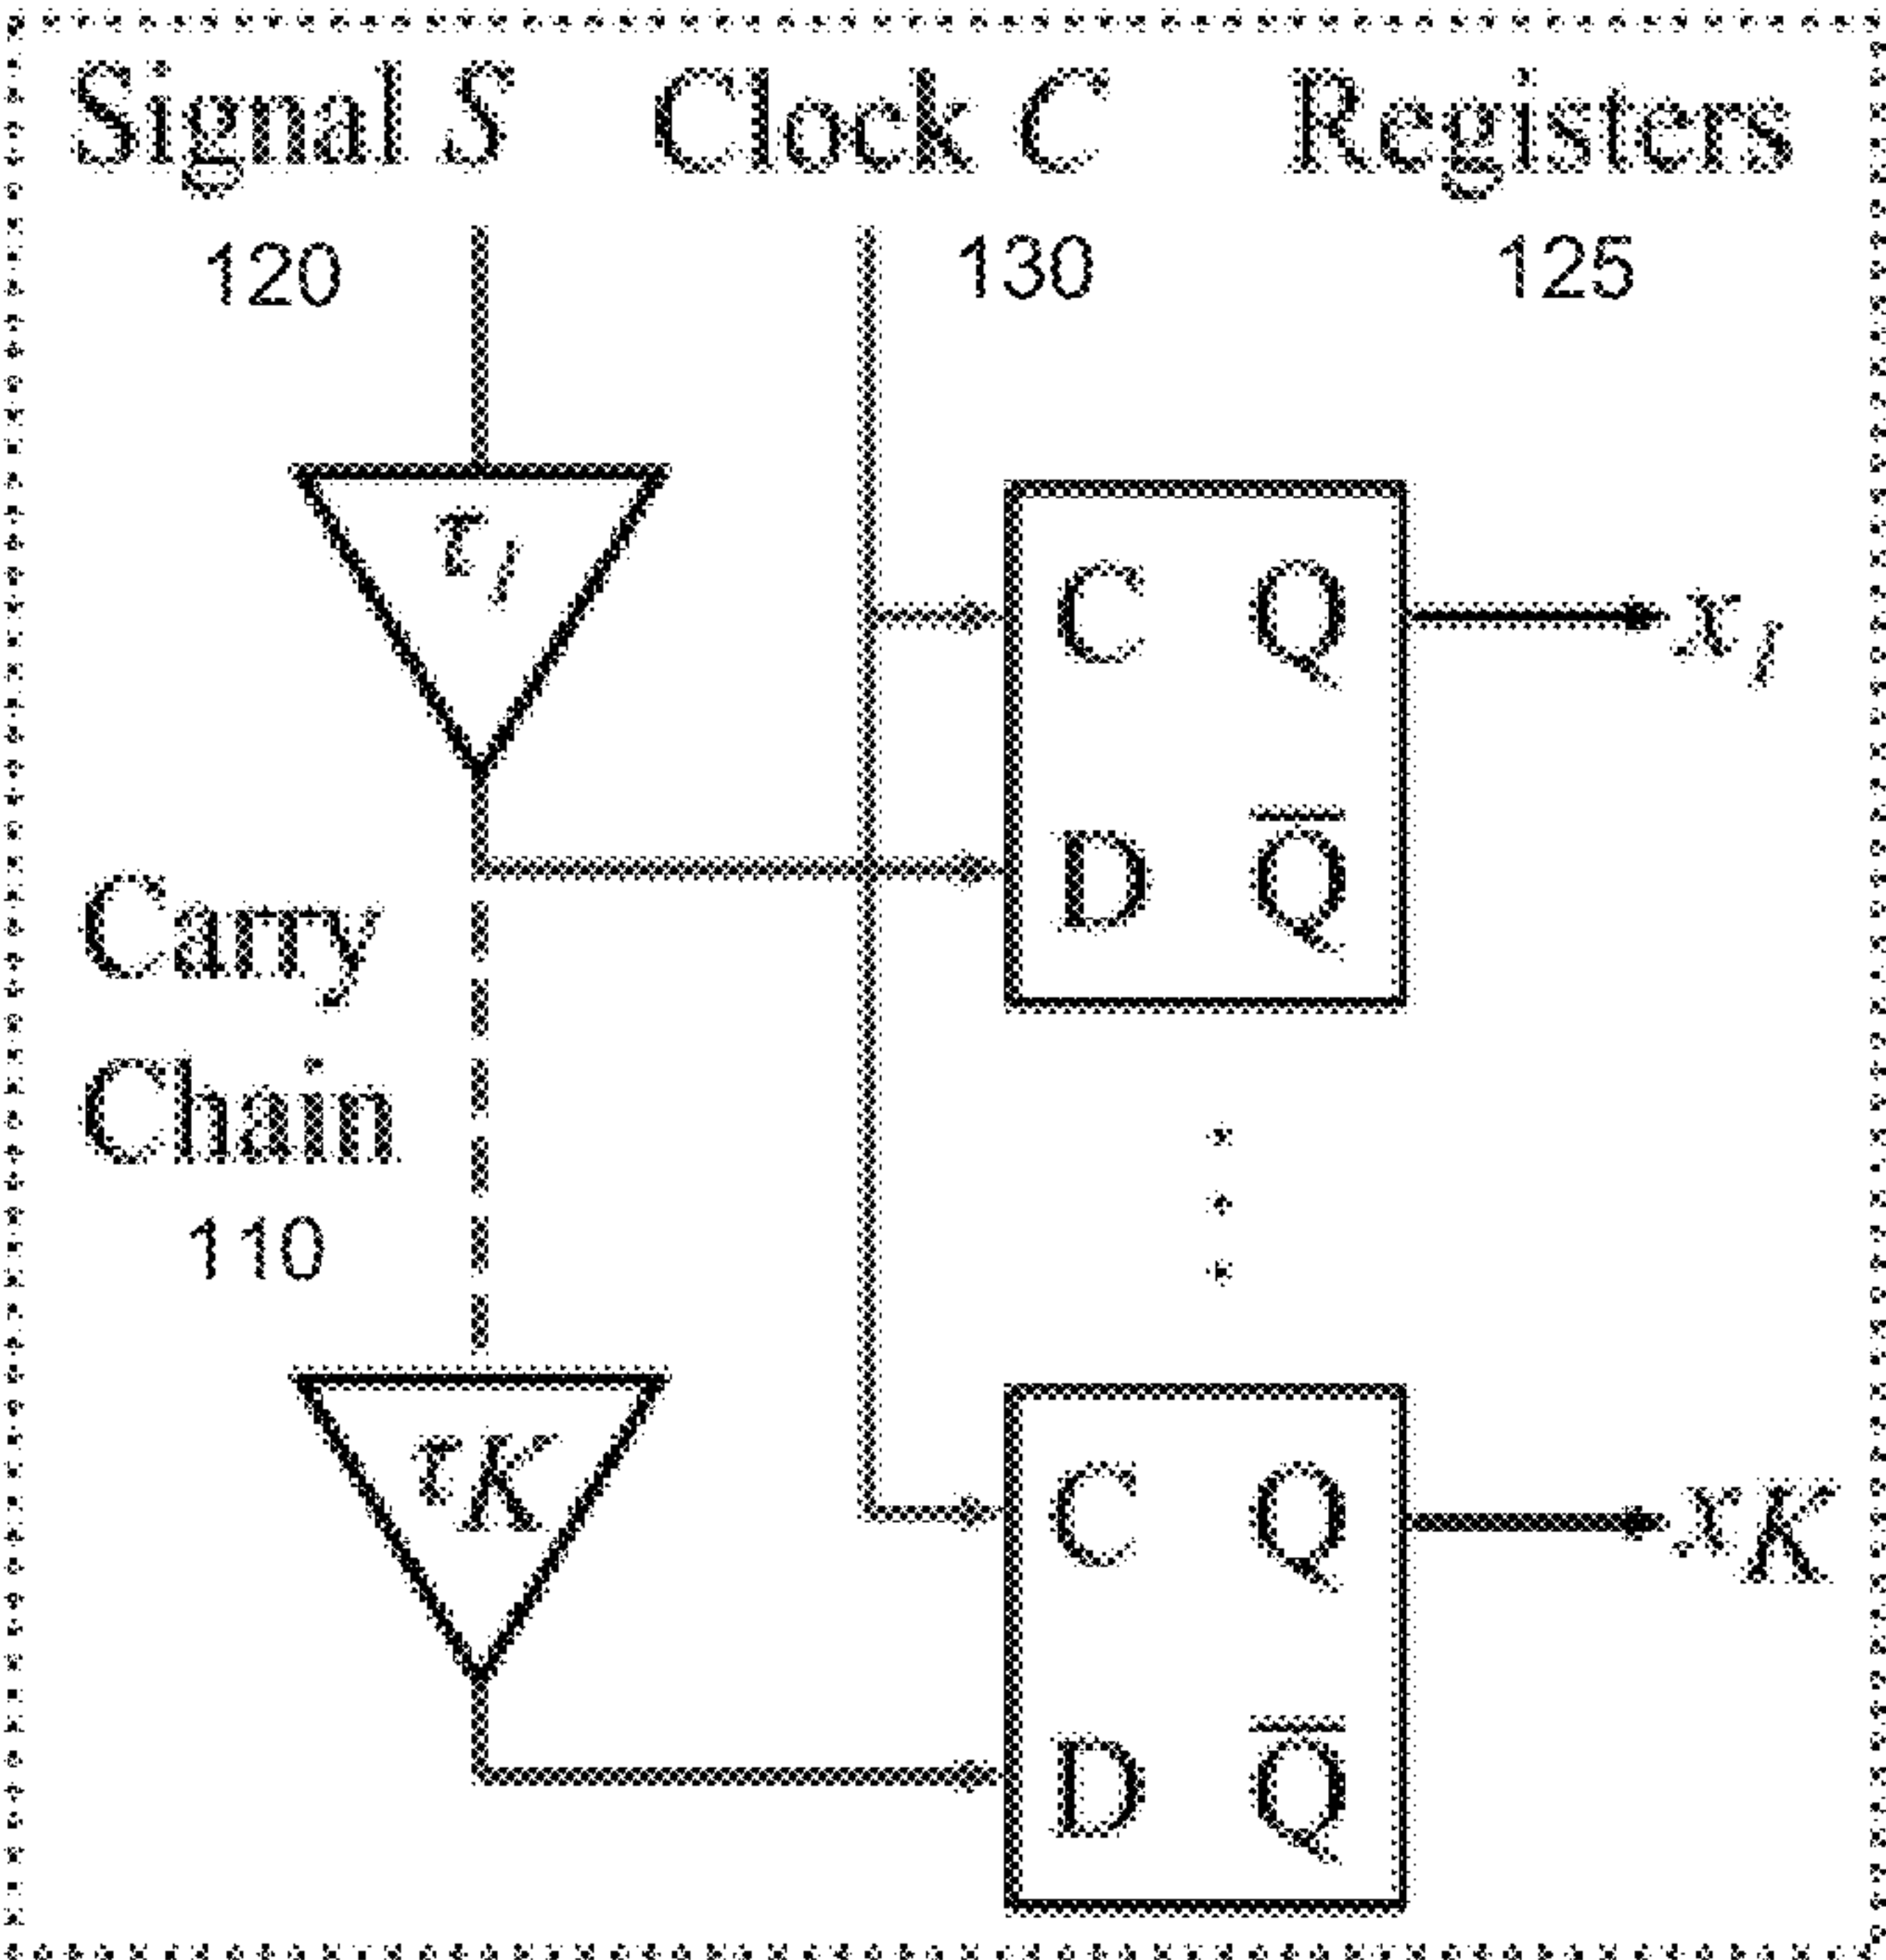 Signal S Clock C Registers
120 130 125
τ1
C Q x1
D Q̅
Carry
Chain
110
τK
C Q xK
D Q̅